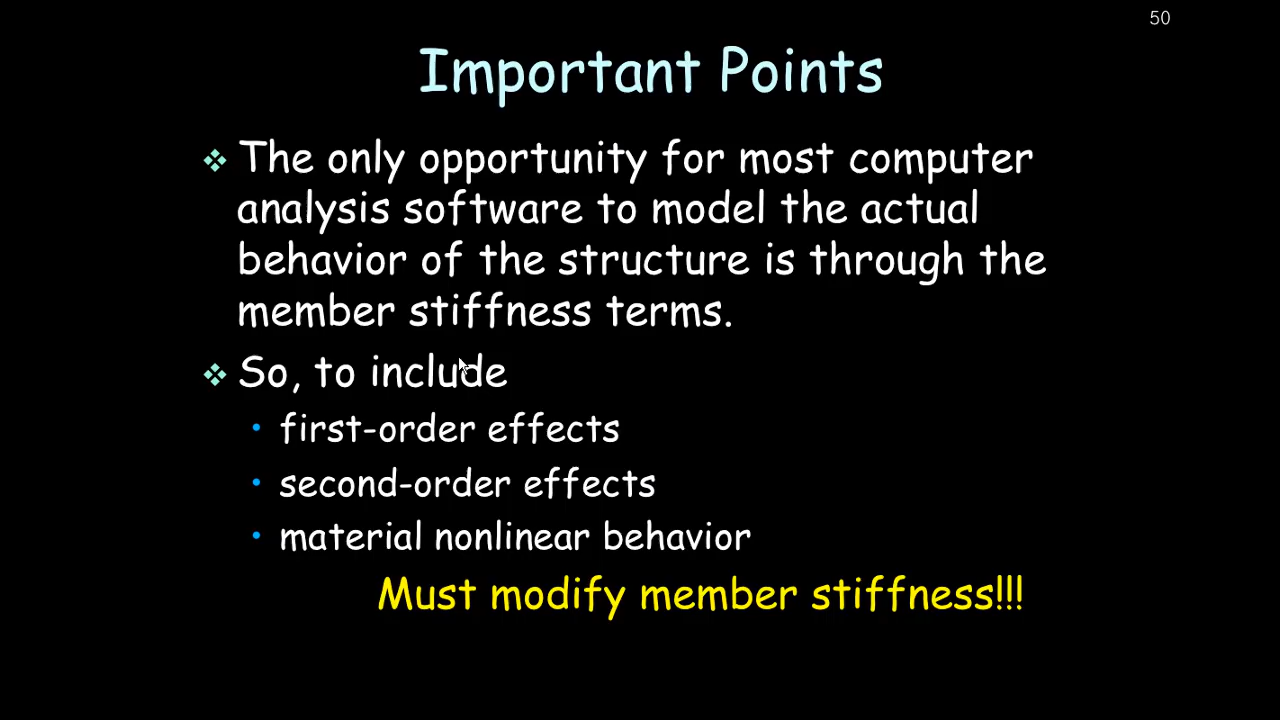 50
Important Points
❖ The only opportunity for most computer
analysis software to model the actual
behavior of the structure is through the
member stiffness terms.
❖ So, to include
• first-order effects
• second-order effects
• material nonlinear behavior
Must modify member stiffness!!!